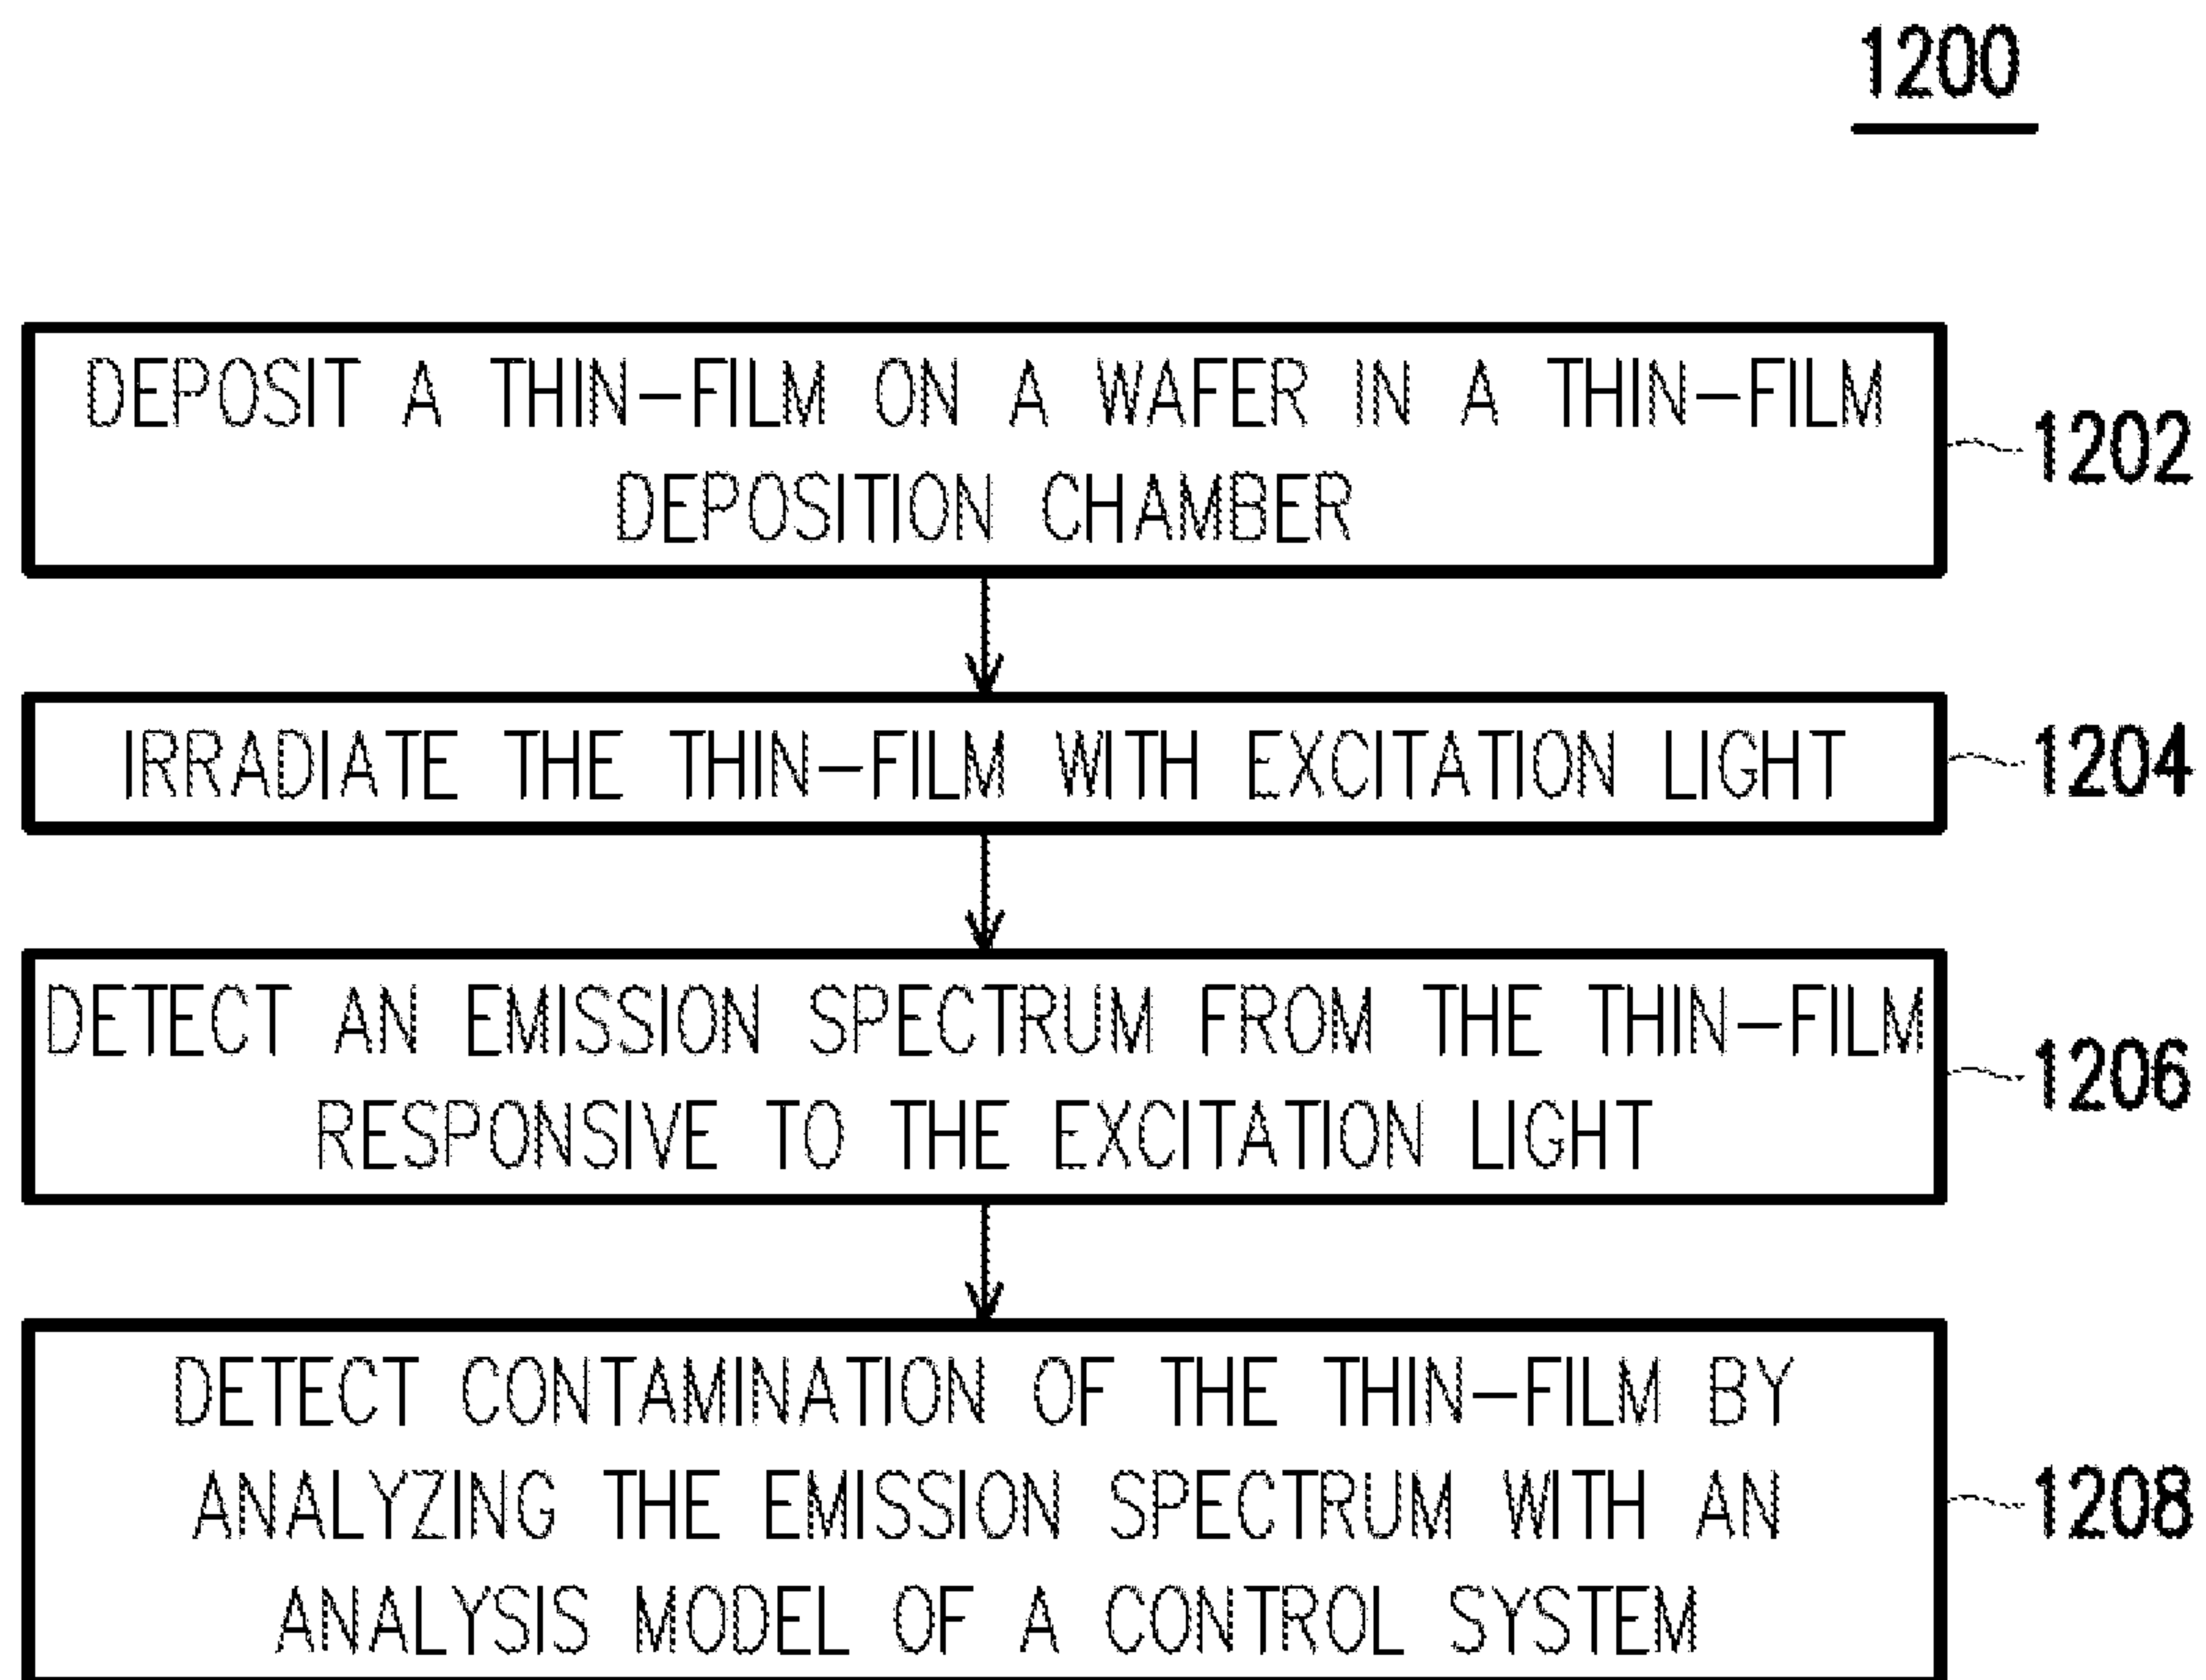 1200
DEPOSIT A THIN-FILM ON A WAFER IN A THIN-FILM
DEPOSITION CHAMBER
1202
IRRADIATE THE THIN-FILM WITH EXCITATION LIGHT
1204
DETECT AN EMISSION SPECTRUM FROM THE THIN-FILM
RESPONSIVE TO THE EXCITATION LIGHT
1206
DETECT CONTAMINATION OF THE THIN-FILM BY
ANALYZING THE EMISSION SPECTRUM WITH AN
ANALYSIS MODEL OF A CONTROL SYSTEM
1208